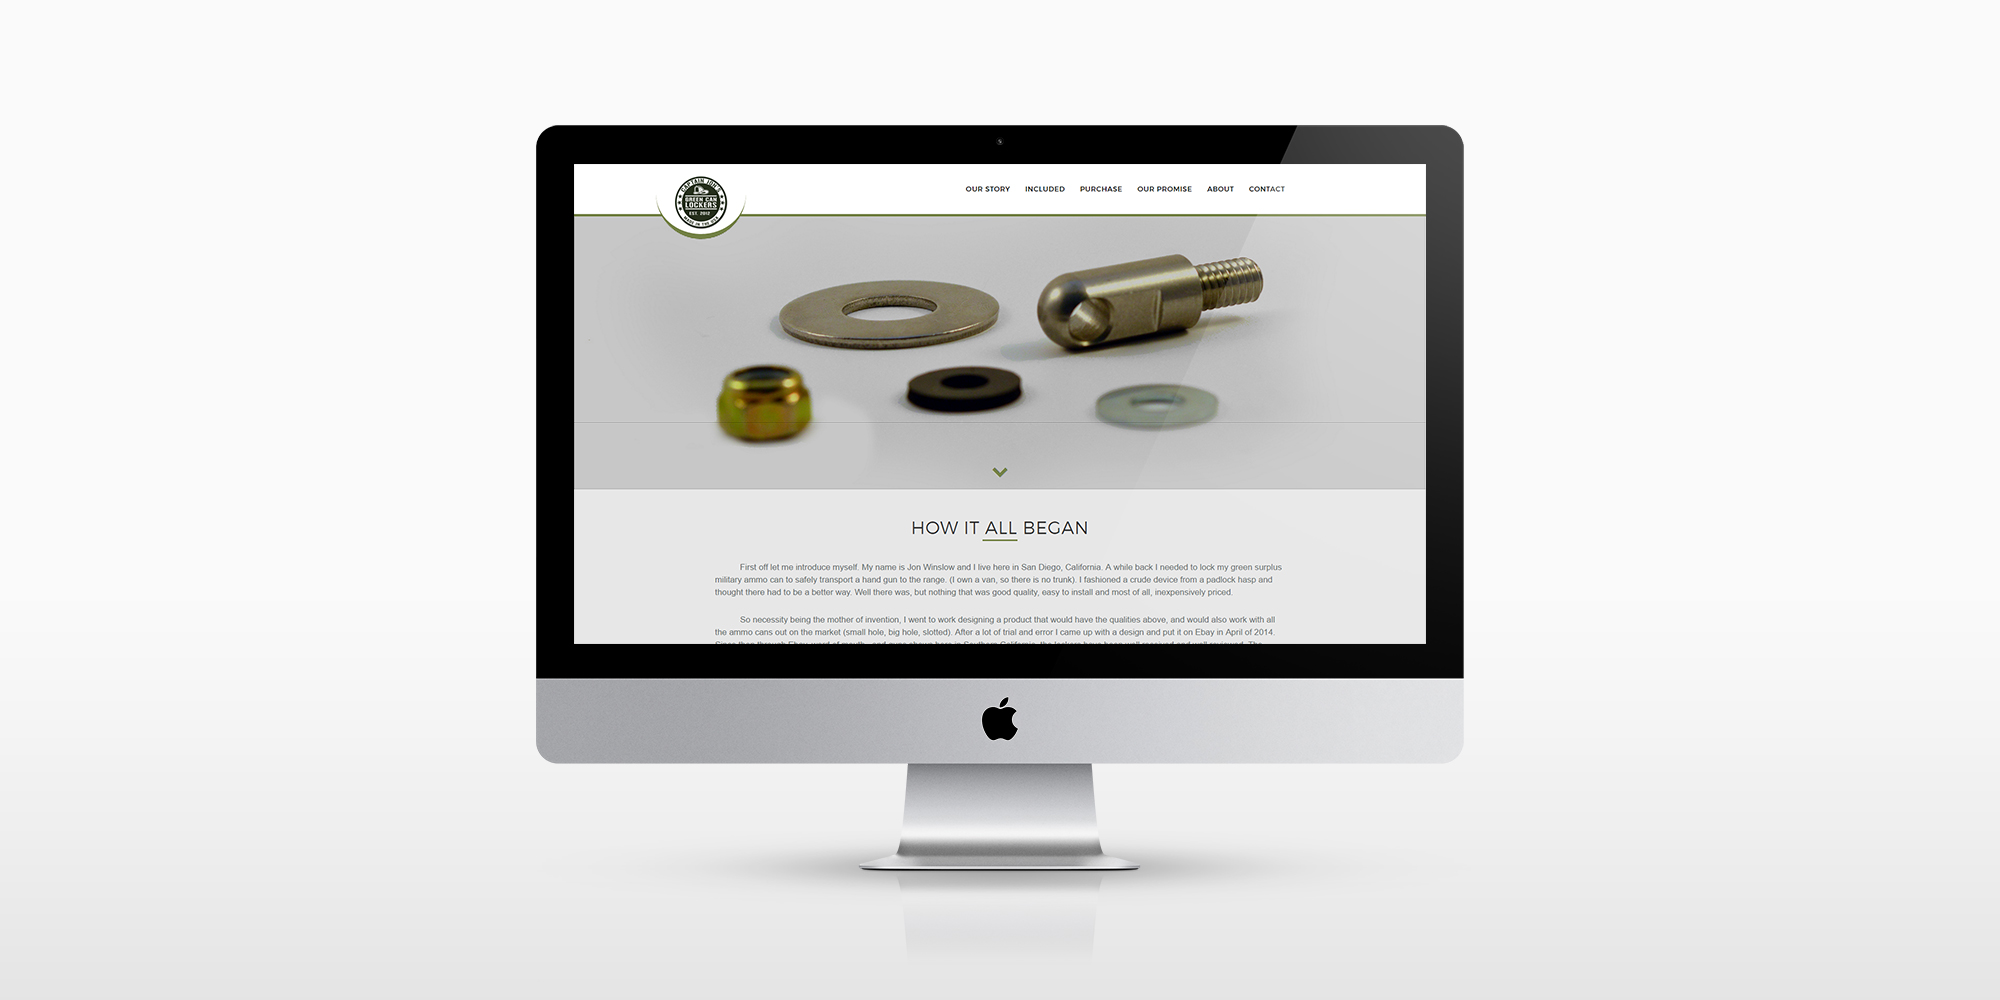 CAPTAIN JON'S
GREEN CAN
LOCKERS
EST. 2012
MADE IN THE USA
OUR STORY INCLUDED PURCHASE OUR PROMISE ABOUT CONTACT
HOW IT ALL BEGAN
First off let me introduce myself. My name is Jon Winslow and I live here in San Diego, California. A while back I needed to lock my green surplus
military ammo can to safely transport a hand gun to the range. (I own a van, so there is no trunk). I fashioned a crude device from a padlock hasp and
thought there had to be a better way. Well there was, but nothing that was good quality, easy to install and most of all, inexpensively priced.
So necessity being the mother of invention, I went to work designing a product that would have the qualities above, and would also work with all
the ammo cans out on the market (small hole, big hole, slotted). After a lot of trial and error I came up with a design and put it on Ebay in April of 2014.